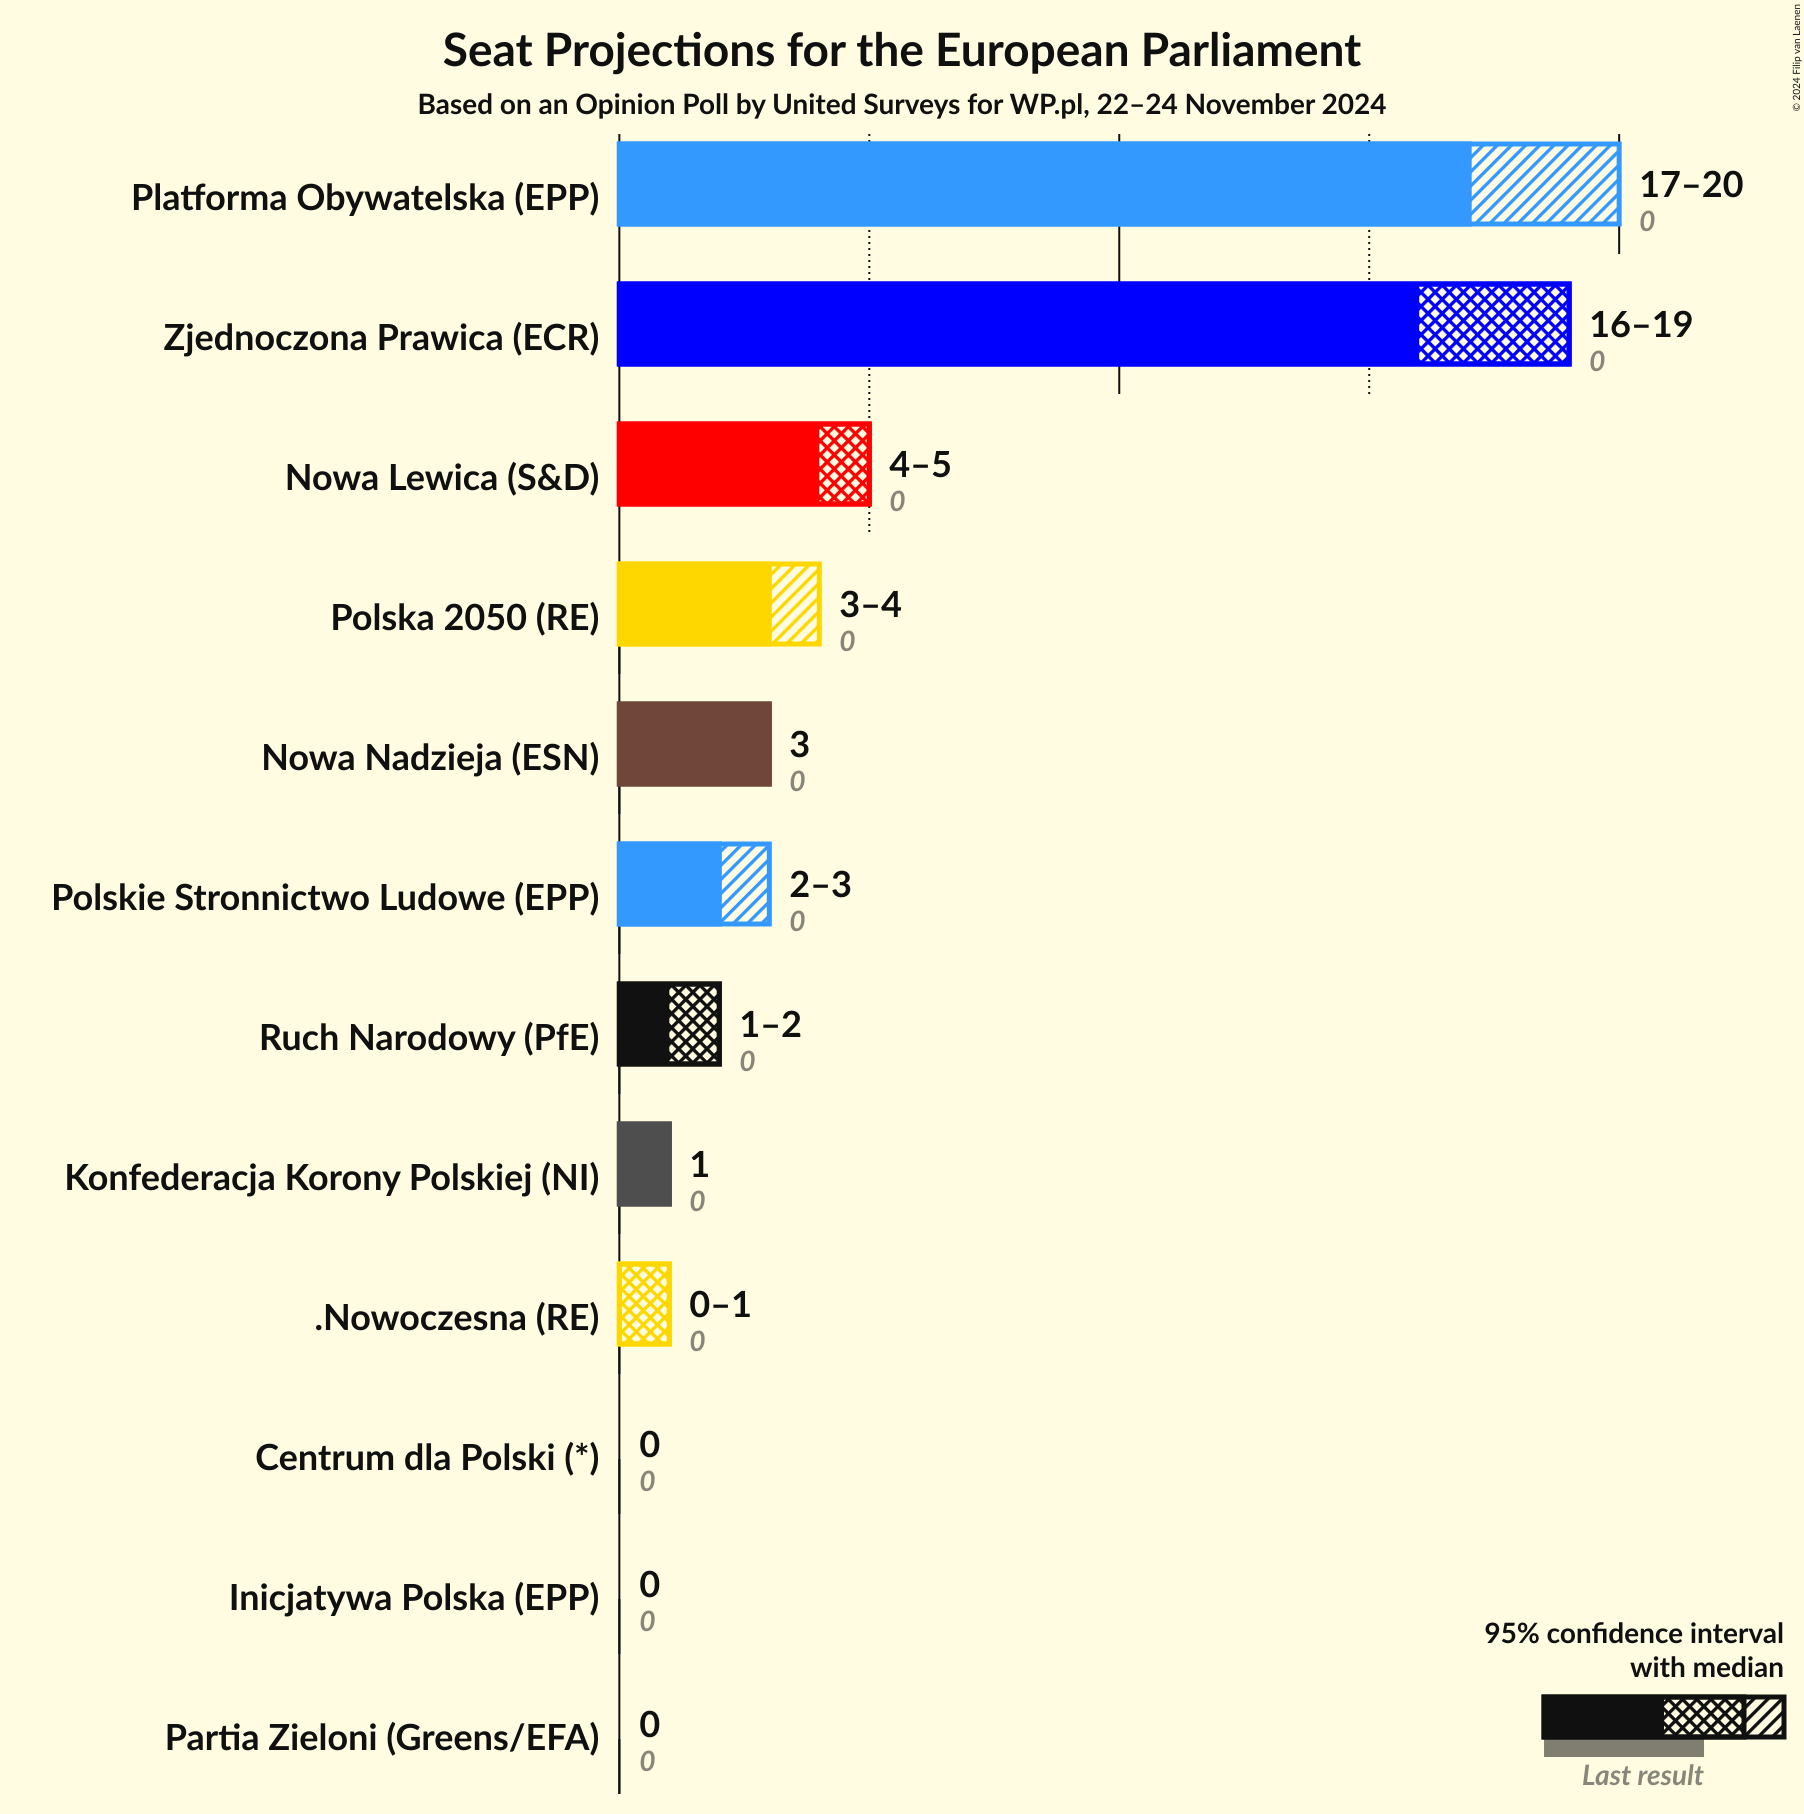 Seat Projections for the European Parliament
Based on an Opinion Poll by United Surveys for WP.pl, 22–24 November 2024
© 2024 Filip van Laenen
Platforma Obywatelska (EPP)
17–20
0
Zjednoczona Prawica (ECR)
16–19
0
Nowa Lewica (S&D)
4–5
0
Polska 2050 (RE)
3–4
0
Nowa Nadzieja (ESN)
3
0
Polskie Stronnictwo Ludowe (EPP)
2–3
0
Ruch Narodowy (PfE)
1–2
0
Konfederacja Korony Polskiej (NI)
1
0
.Nowoczesna (RE)
0–1
0
Centrum dla Polski (*)
0
0
Inicjatywa Polska (EPP)
0
0
Partia Zieloni (Greens/EFA)
0
0
95% confidence interval
with median
Last result